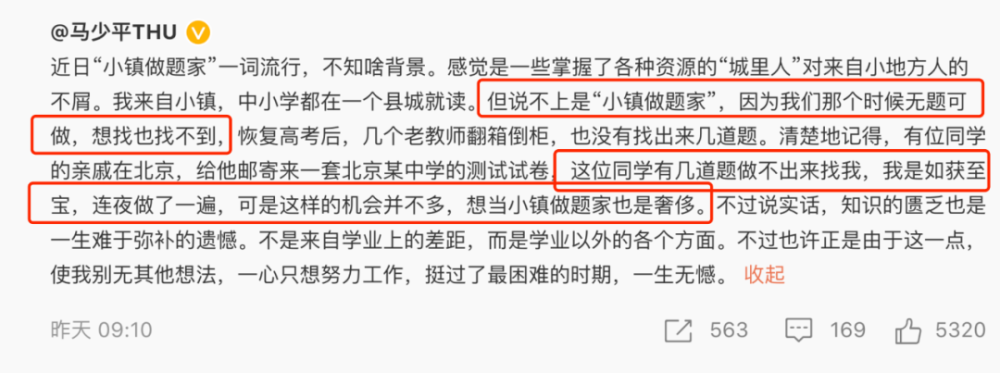 @马少平THU
近日“小镇做题家”一词流行，不知啥背景。感觉是一些掌握了各种资源的“城里人”对来自小地方人的
不屑。我来自小镇，中小学都在一个县城就读。但说不上是“小镇做题家”，因为我们那个时候无题可
做，想找也找不到，恢复高考后，几个老教师翻箱倒柜，也没有找出来几道题。清楚地记得，有位同学
的亲戚在北京，给他邮寄来一套北京某中学的测试试卷，这位同学有几道题做不出来找我，我是如获至
宝，连夜做了一遍，可是这样的机会并不多，想当小镇做题家也是奢侈。不过说实话，知识的匮乏也是
一生难于弥补的遗憾。不是来自学业上的差距，而是学业以外的各个方面。不过也许正是由于这一点，
使我别无其他想法，一心只想努力工作，挺过了最困难的时期，一生无憾。 收起
昨天 09:10 563 169 5320